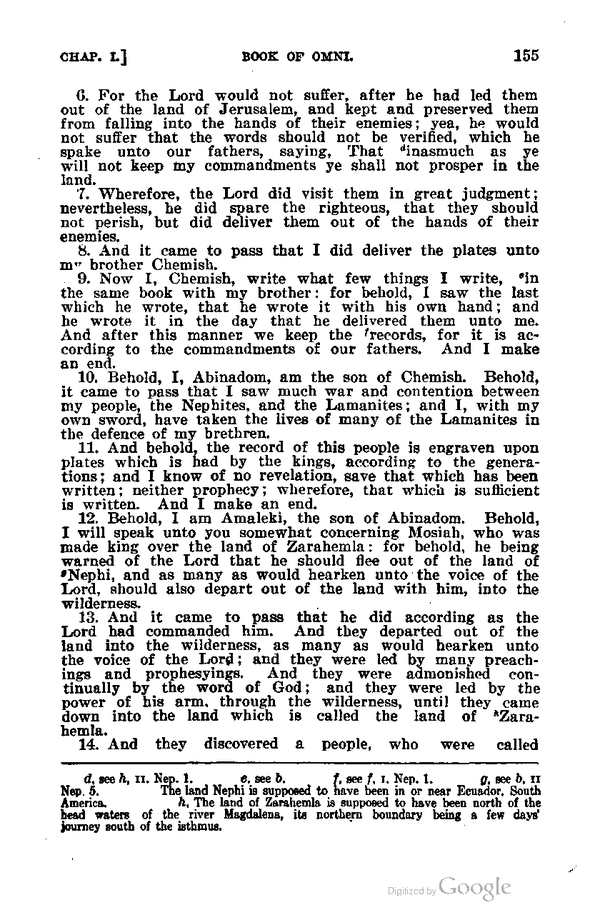 CHAP. I.] BOOK OF OMNI. 155
6. For the Lord would not suffer, after he had led them
out of the land of Jerusalem, and kept and preserved them
from falling into the hands of their enemies; yea, he would
not suffer that the words should not be verified, which he
spake unto our fathers, saying, That ᵈinasmuch as ye
will not keep my commandments ye shall not prosper in the
land.
7. Wherefore, the Lord did visit them in great judgment;
nevertheless, he did spare the righteous, that they should
not perish, but did deliver them out of the hands of their
enemies.
8. And it came to pass that I did deliver the plates unto
my brother Chemish.
9. Now I, Chemish, write what few things I write, ᵉin
the same book with my brother: for behold, I saw the last
which he wrote, that he wrote it with his own hand; and
he wrote it in the day that he delivered them unto me.
And after this manner we keep the ᶠrecords, for it is ac-
cording to the commandments of our fathers. And I make
an end.
10. Behold, I, Abinadom, am the son of Chemish. Behold,
it came to pass that I saw much war and contention between
my people, the Nephites, and the Lamanites; and I, with my
own sword, have taken the lives of many of the Lamanites in
the defence of my brethren.
11. And behold, the record of this people is engraven upon
plates which is had by the kings, according to the genera-
tions; and I know of no revelation, save that which has been
written; neither prophecy; wherefore, that which is sufficient
is written. And I make an end.
12. Behold, I am Amaleki, the son of Abinadom. Behold,
I will speak unto you somewhat concerning Mosiah, who was
made king over the land of Zarahemla: for behold, he being
warned of the Lord that he should flee out of the land of
ᵍNephi, and as many as would hearken unto the voice of the
Lord, should also depart out of the land with him, into the
wilderness.
13. And it came to pass that he did according as the
Lord had commanded him. And they departed out of the
land into the wilderness, as many as would hearken unto
the voice of the Lord; and they were led by many preach-
ings and prophesyings. And they were admonished con-
tinually by the word of God; and they were led by the
power of his arm, through the wilderness, until they came
down into the land which is called the land of ʰZara-
hemla.
14. And they discovered a people, who were called
d, see h, II. Nep. 1. e, see b. f, see f, I. Nep. 1. g, see b, II
Nep. 5. The land Nephi is supposed to have been in or near Ecuador, South
America. h, The land of Zarahemla is supposed to have been north of the
head waters of the river Magdalena, its northern boundary being a few days'
journey south of the isthmus.
Digitized by Google